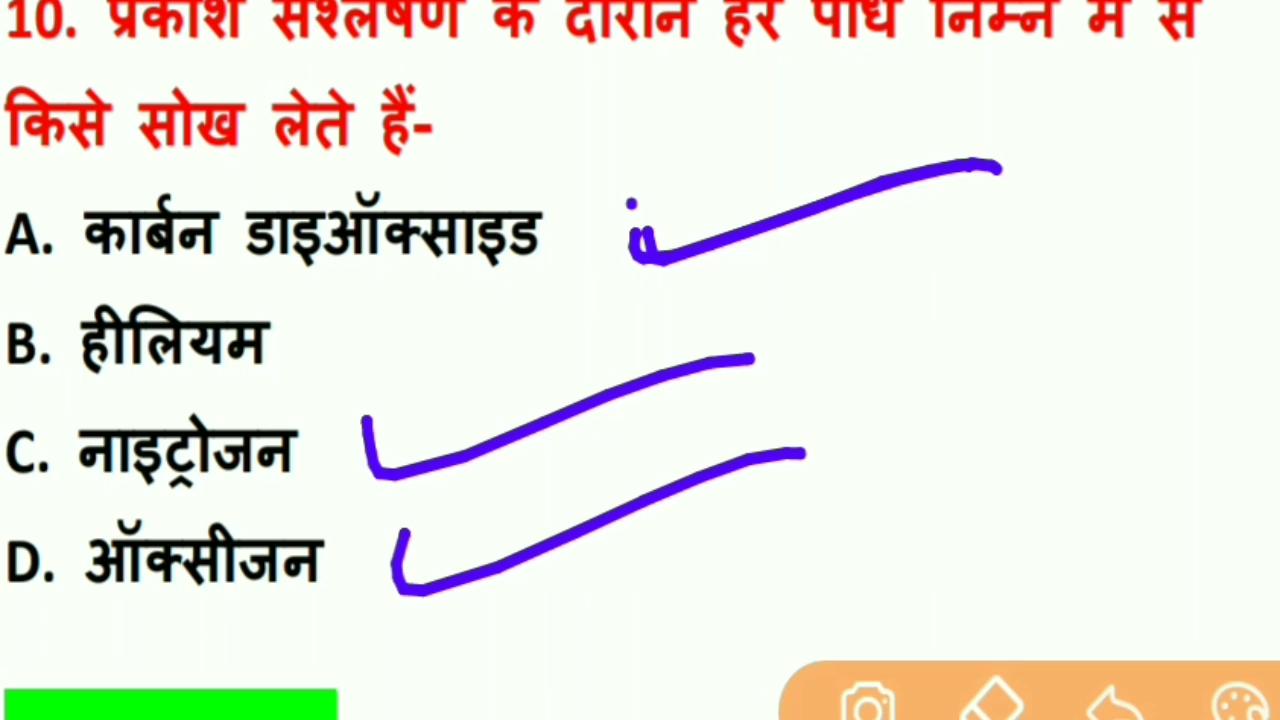 10. प्रकाश संश्लेषण के दौरान हरे पौधे निम्न में से
किसे सोख लेते हैं-
A. कार्बन डाइऑक्साइड
B. हीलियम
C. नाइट्रोजन
D. ऑक्सीजन